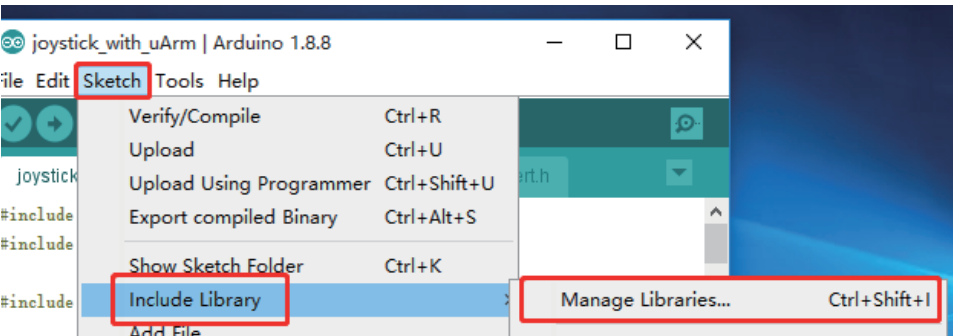 joystick_with_uArm | Arduino 1.8.8
File Edit Sketch Tools Help
Verify/Compile Ctrl+R
Upload Ctrl+U
joystick Upload Using Programmer Ctrl+Shift+U ert.h
#include Export compiled Binary Ctrl+Alt+S
#include
Show Sketch Folder Ctrl+K
#include Include Library Manage Libraries... Ctrl+Shift+I
Add File